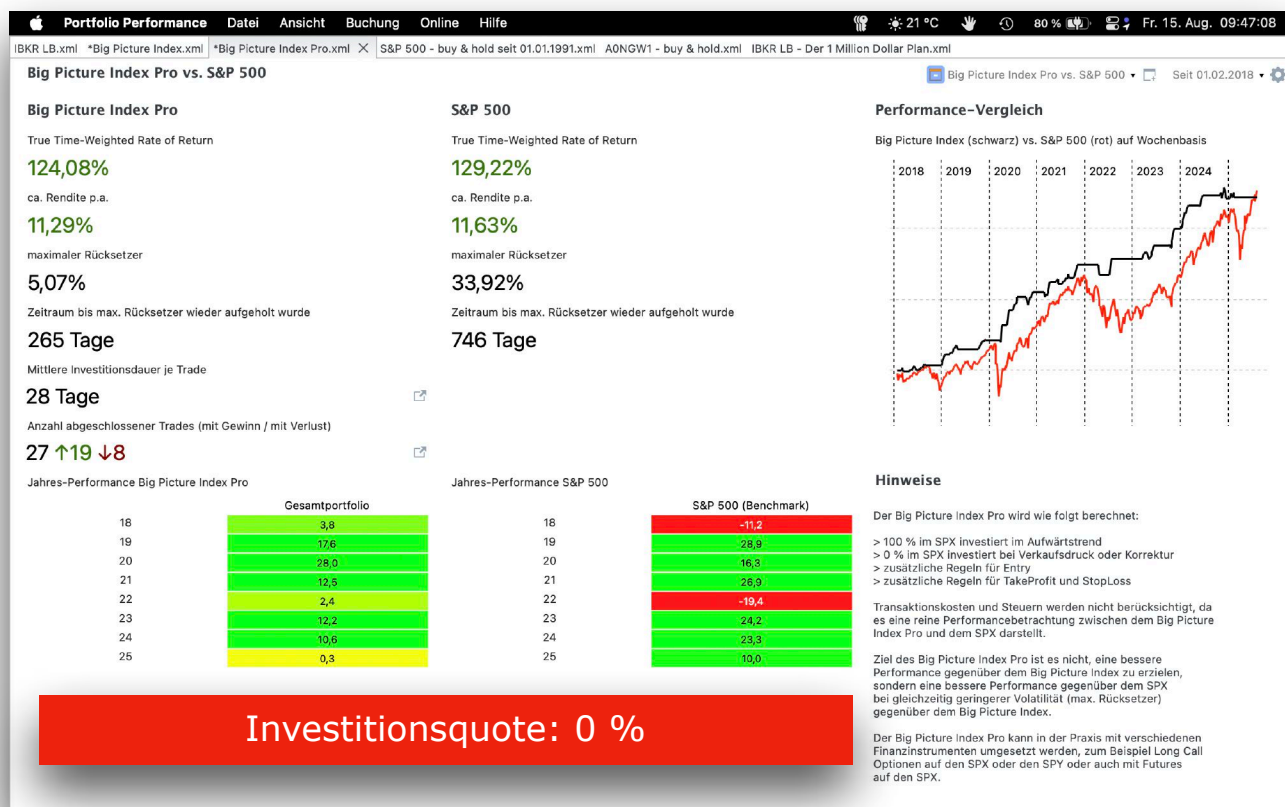 Portfolio Performance Datei Ansicht Buchung Online Hilfe 21 °C 80 % Fr. 15. Aug. 09:47:08
IBKR LB.xml *Big Picture Index.xml *Big Picture Index Pro.xml S&P 500 - buy & hold seit 01.01.1991.xml A0NGW1 - buy & hold.xml IBKR LB - Der 1 Million Dollar Plan.xml
Big Picture Index Pro vs. S&P 500
Big Picture Index Pro vs. S&P 500
Seit 01.02.2018
Big Picture Index Pro
True Time-Weighted Rate of Return
124,08%
ca. Rendite p.a.
11,29%
maximaler Rücksetzer
5,07%
Zeitraum bis max. Rücksetzer wieder aufgeholt wurde
265 Tage
Mittlere Investitionsdauer je Trade
28 Tage
Anzahl abgeschlossener Trades (mit Gewinn / mit Verlust)
27 ↑19 ↓8
Jahres-Performance Big Picture Index Pro
Gesamtportfolio
18 3,8
19 17,6
20 28,0
21 12,5
22 2,4
23 12,2
24 10,6
25 0,3
S&P 500
True Time-Weighted Rate of Return
129,22%
ca. Rendite p.a.
11,63%
maximaler Rücksetzer
33,92%
Zeitraum bis max. Rücksetzer wieder aufgeholt wurde
746 Tage
Jahres-Performance S&P 500
S&P 500 (Benchmark)
18 -11,2
19 28,9
20 16,3
21 26,9
22 -19,4
23 24,2
24 23,3
25 10,0
Investitionsquote: 0 %
Performance-Vergleich
Big Picture Index (schwarz) vs. S&P 500 (rot) auf Wochenbasis
2018 2019 2020 2021 2022 2023 2024
Hinweise
Der Big Picture Index Pro wird wie folgt berechnet:
> 100 % im SPX investiert im Aufwärtstrend
> 0 % im SPX investiert bei Verkaufsdruck oder Korrektur
> zusätzliche Regeln für Entry
> zusätzliche Regeln für TakeProfit und StopLoss
Transaktionskosten und Steuern werden nicht berücksichtigt, da
es eine reine Performancebetrachtung zwischen dem Big Picture
Index Pro und dem SPX darstellt.
Ziel des Big Picture Index Pro ist es nicht, eine bessere
Performance gegenüber dem Big Picture Index zu erzielen,
sondern eine bessere Performance gegenüber dem SPX
bei gleichzeitig geringerer Volatilität (max. Rücksetzer)
gegenüber dem Big Picture Index.
Der Big Picture Index Pro kann in der Praxis mit verschiedenen
Finanzinstrumenten umgesetzt werden, zum Beispiel Long Call
Optionen auf den SPX oder den SPY oder auch mit Futures
auf den SPX.